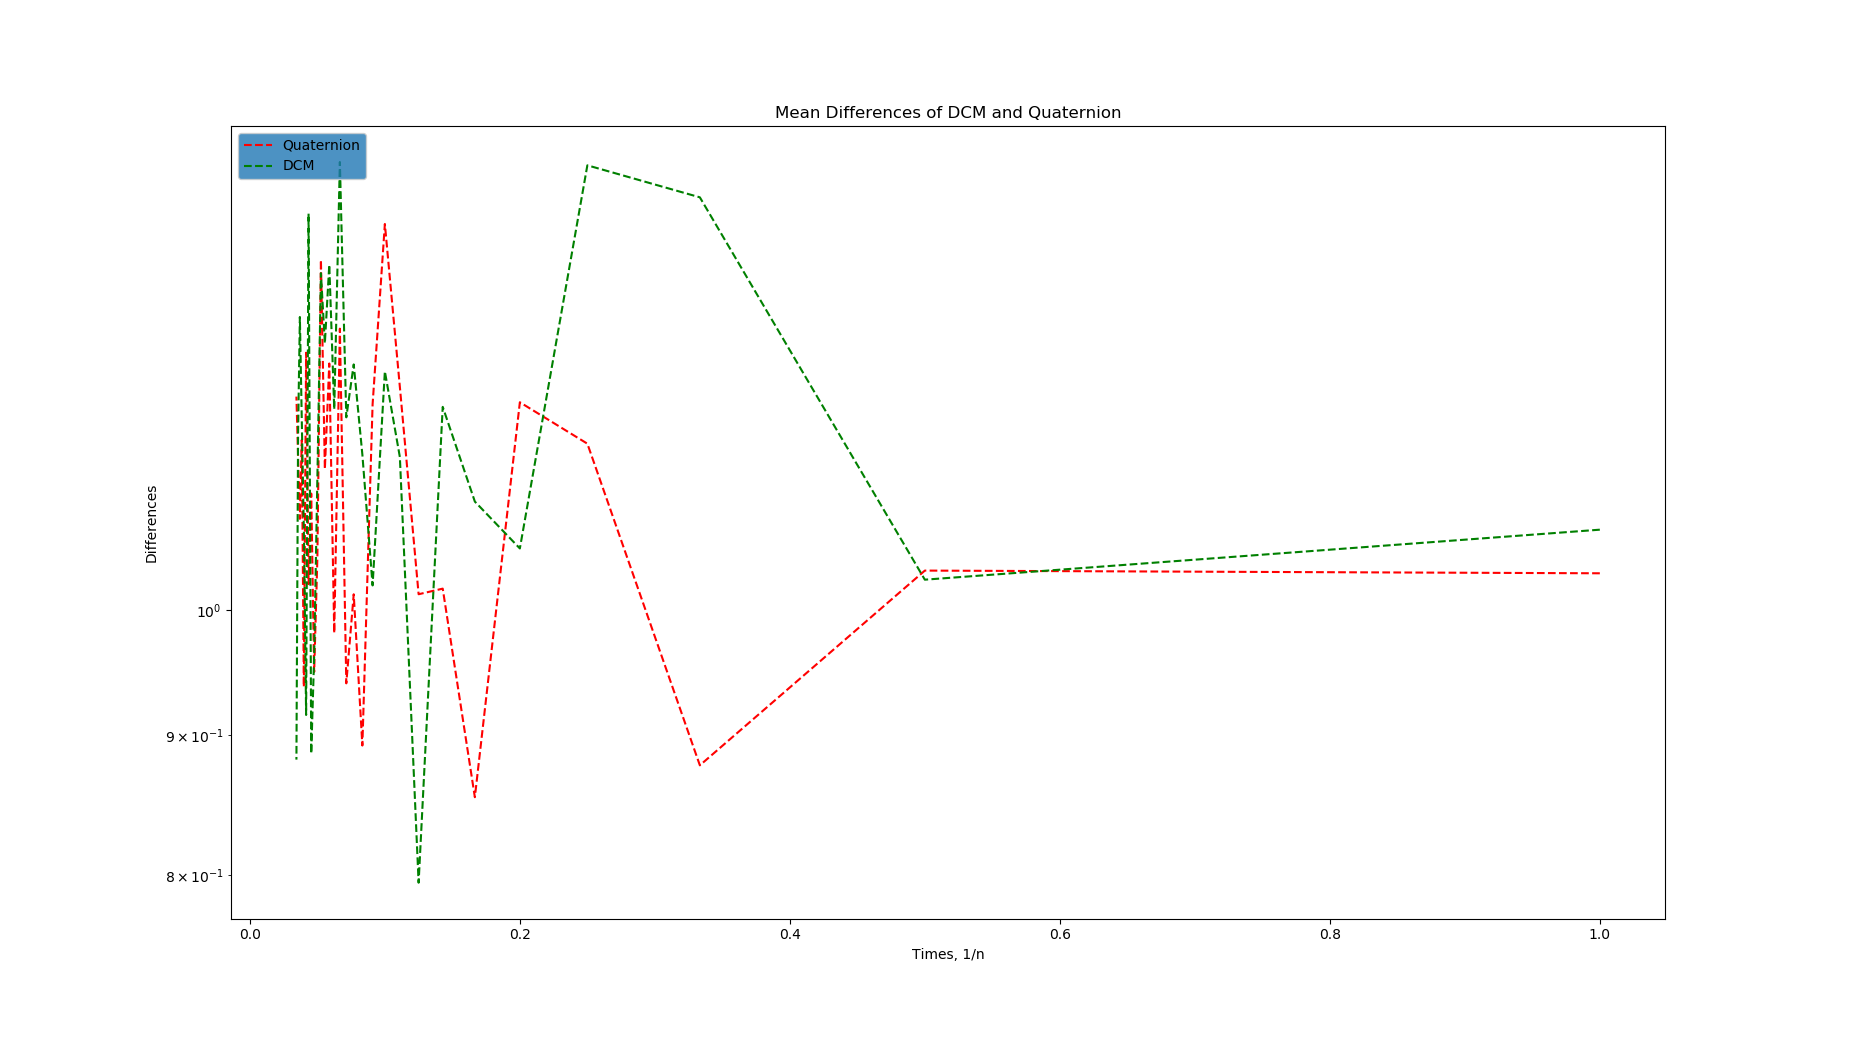 Mean Differences of DCM and Quaternion
Quaternion
DCM
Differences
10⁰
9 × 10⁻¹
8 × 10⁻¹
0.0 0.2 0.4 0.6 0.8 1.0
Times, 1/n